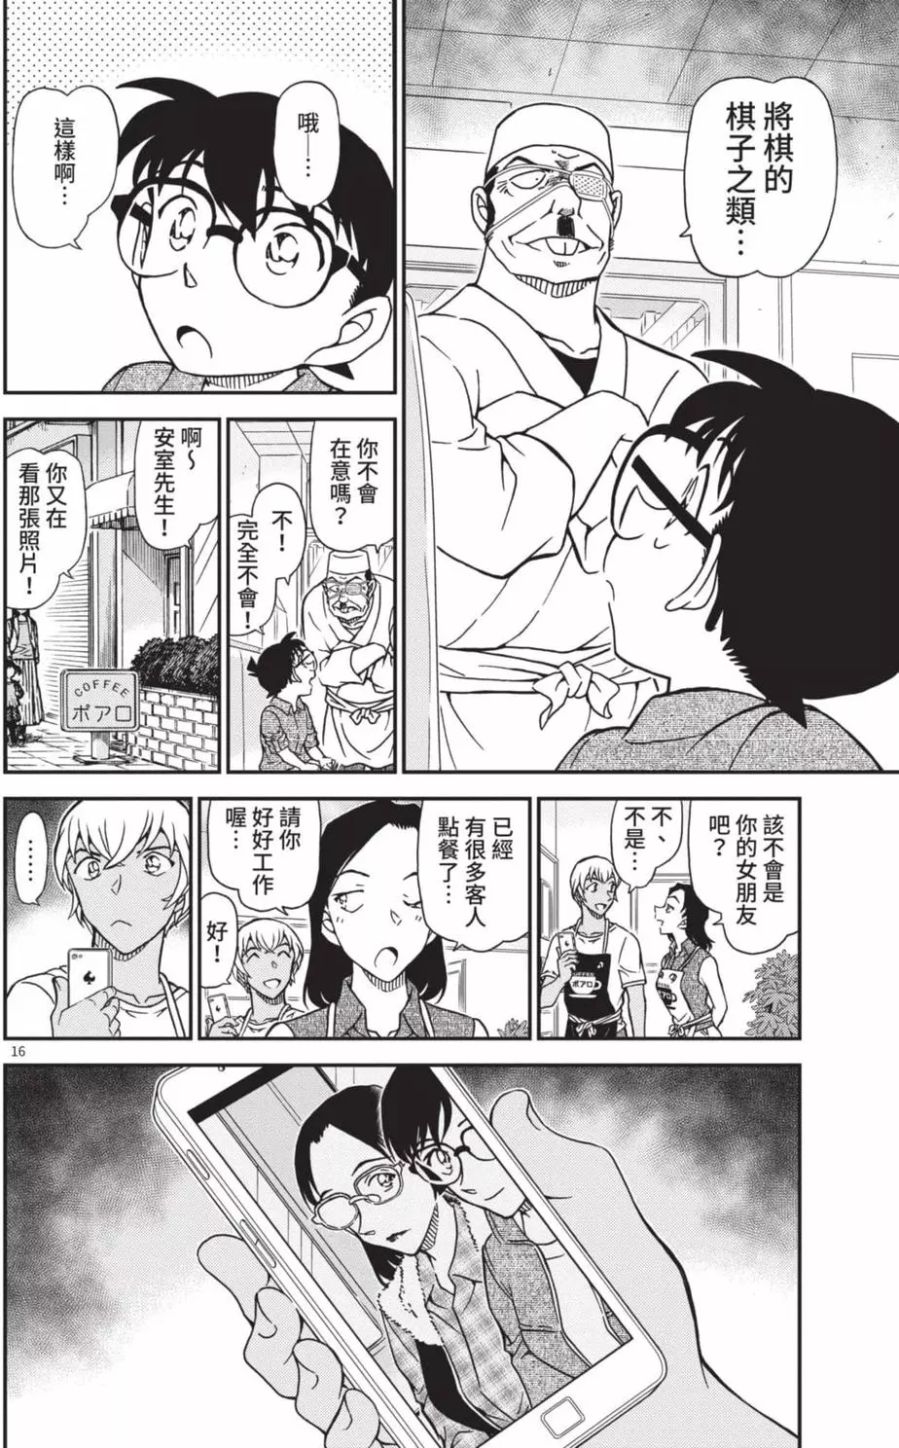 將棋的
棋子之類…
哦……
這樣啊…
你不會
在意嗎？
不！
完全不會！
啊～
安室先生！
你又在
看那張照片！
COFFEE
ポアロ
該不會是
你的女朋友
吧？
不、
不是…
COFFEE
ポアロ
已經
有很多客人
點餐了…
請你
好好工作
喔…
好！
……
16